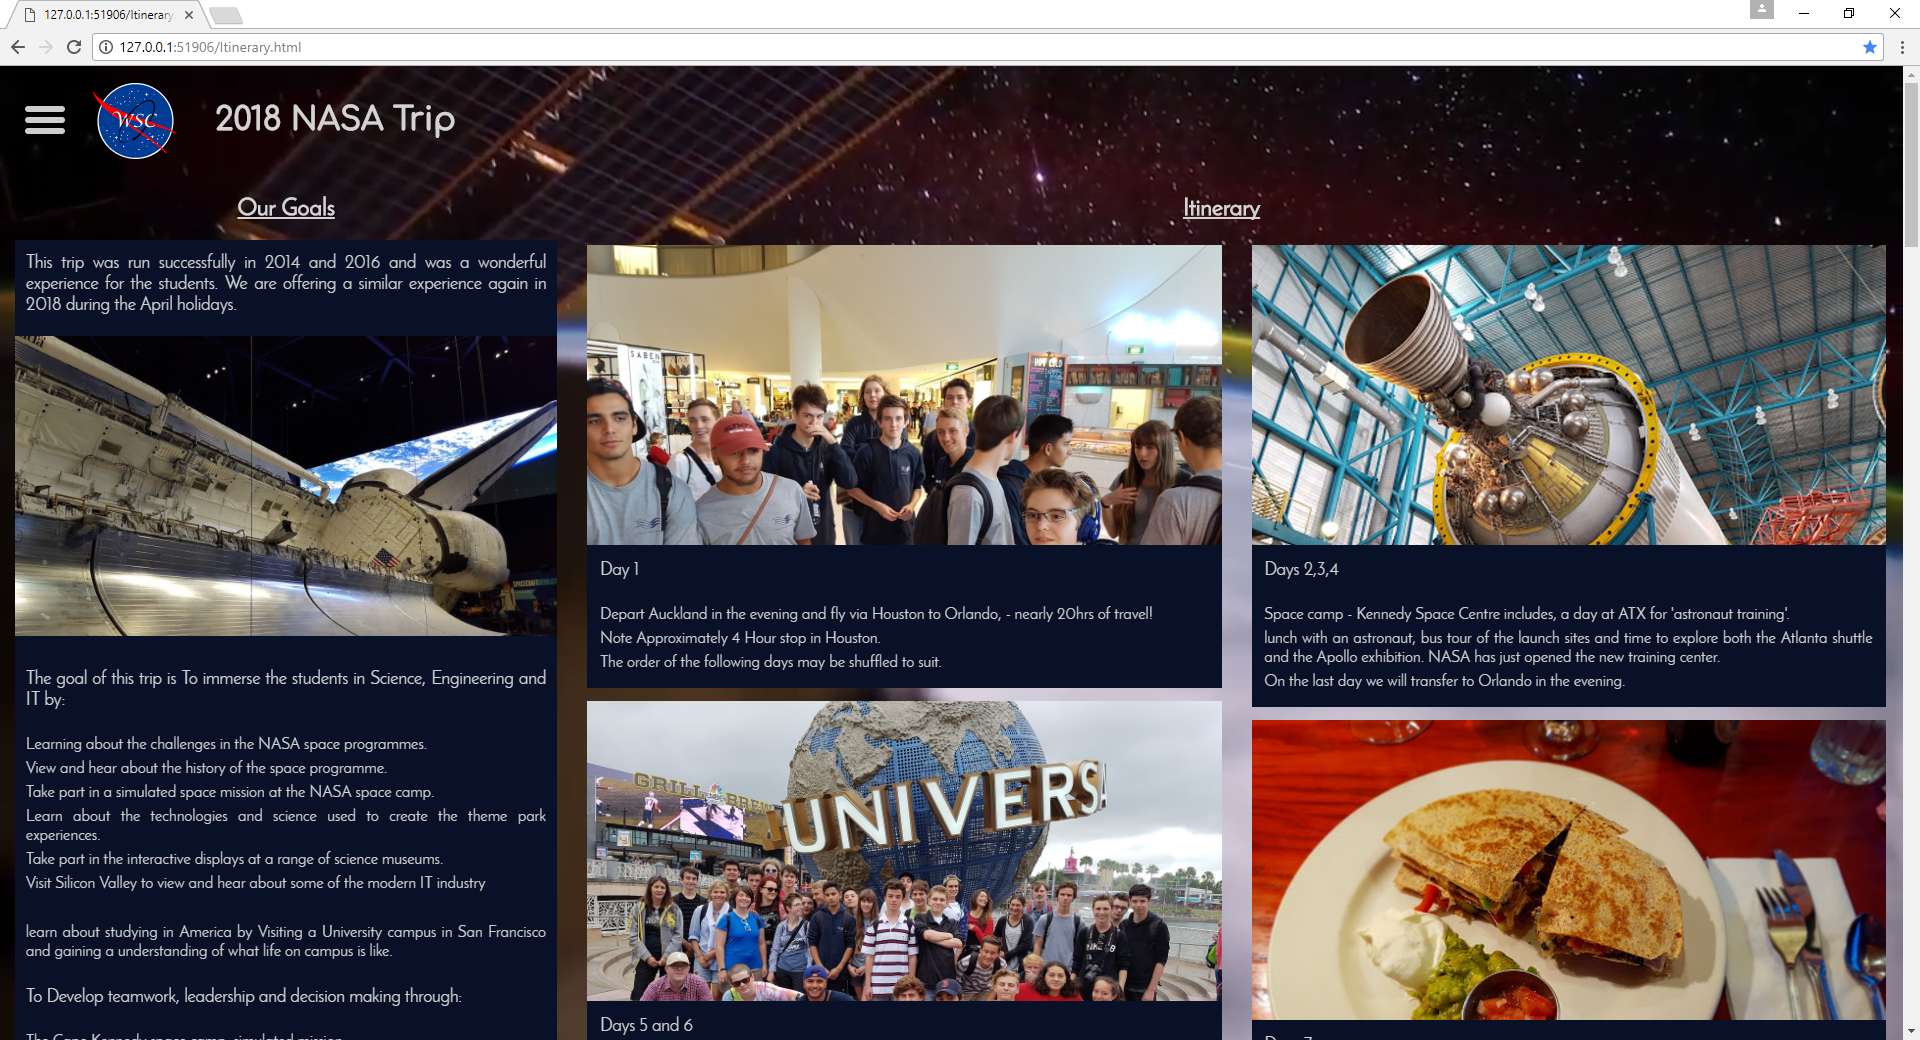 127.0.0.1:51906/Itinerary
127.0.0.1:51906/Itinerary.html
WSC
2018 NASA Trip
Our Goals
Itinerary
This trip was run successfully in 2014 and 2016 and was a wonderful
experience for the students. We are offering a similar experience again in
2018 during the April holidays.
The goal of this trip is To immerse the students in Science, Engineering and
IT by:
Learning about the challenges in the NASA space programmes.
View and hear about the history of the space programme.
Take part in a simulated space mission at the NASA space camp.
Learn about the technologies and science used to create the theme park
experiences.
Take part in the interactive displays at a range of science museums.
Visit Silicon Valley to view and hear about some of the modern IT industry
learn about studying in America by Visiting a University campus in San Francisco
and gaining a understanding of what life on campus is like.
To Develop teamwork, leadership and decision making through:
The Cape Kennedy space camp, simulated mission
SABEN
HOT COLD
Day 1
Depart Auckland in the evening and fly via Houston to Orlando, - nearly 20hrs of travel!
Note Approximately 4 Hour stop in Houston.
The order of the following days may be shuffled to suit.
GRILL BREW
UNIVERS
Days 5 and 6
Days 2,3,4
Space camp - Kennedy Space Centre includes, a day at ATX for 'astronaut training'.
lunch with an astronaut, bus tour of the launch sites and time to explore both the Atlanta shuttle
and the Apollo exhibition. NASA has just opened the new training center.
On the last day we will transfer to Orlando in the evening.